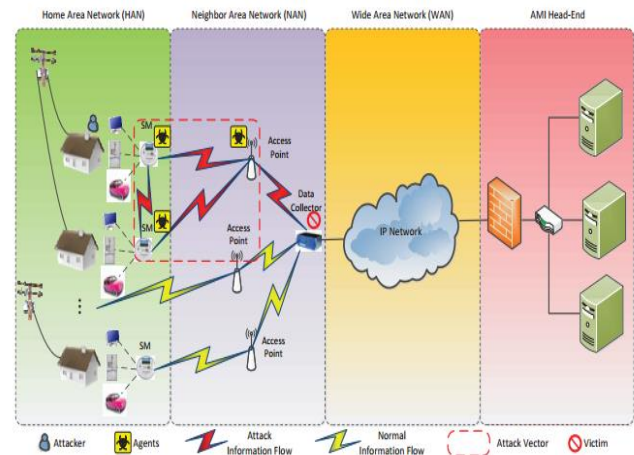 Home Area Network (HAN)
Neighbor Area Network (NAN)
Wide Area Network (WAN)
AMI Head-End
SM
Access
Point
Data
Collector
SM
Access
Point
IP Network
SM
Access
Point
Attacker
Agents
Attack
Information Flow
Normal
Information Flow
Attack Vector
Victim